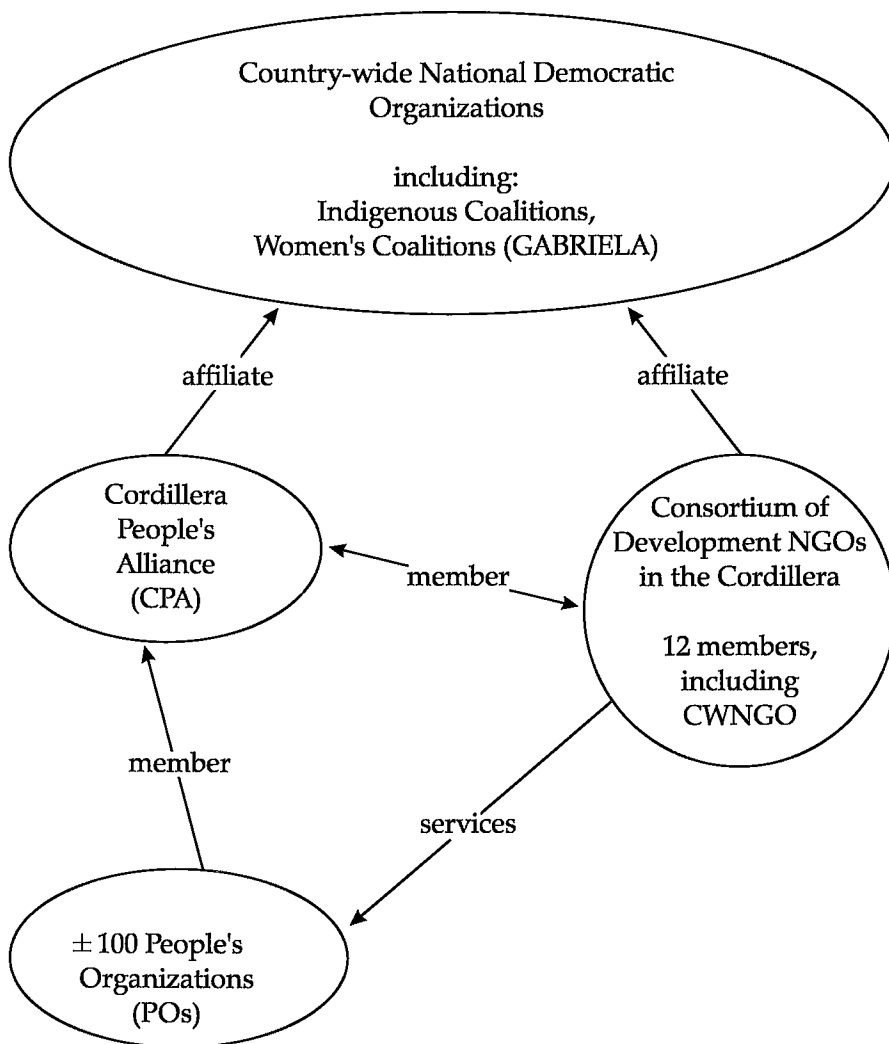 Country-wide National Democratic
Organizations
including:
Indigenous Coalitions,
Women's Coalitions (GABRIELA)
affiliate
affiliate
Cordillera
People's
Alliance
(CPA)
member
Consortium of
Development NGOs
in the Cordillera
12 members,
including
CWNGO
member
services
± 100 People's
Organizations
(POs)